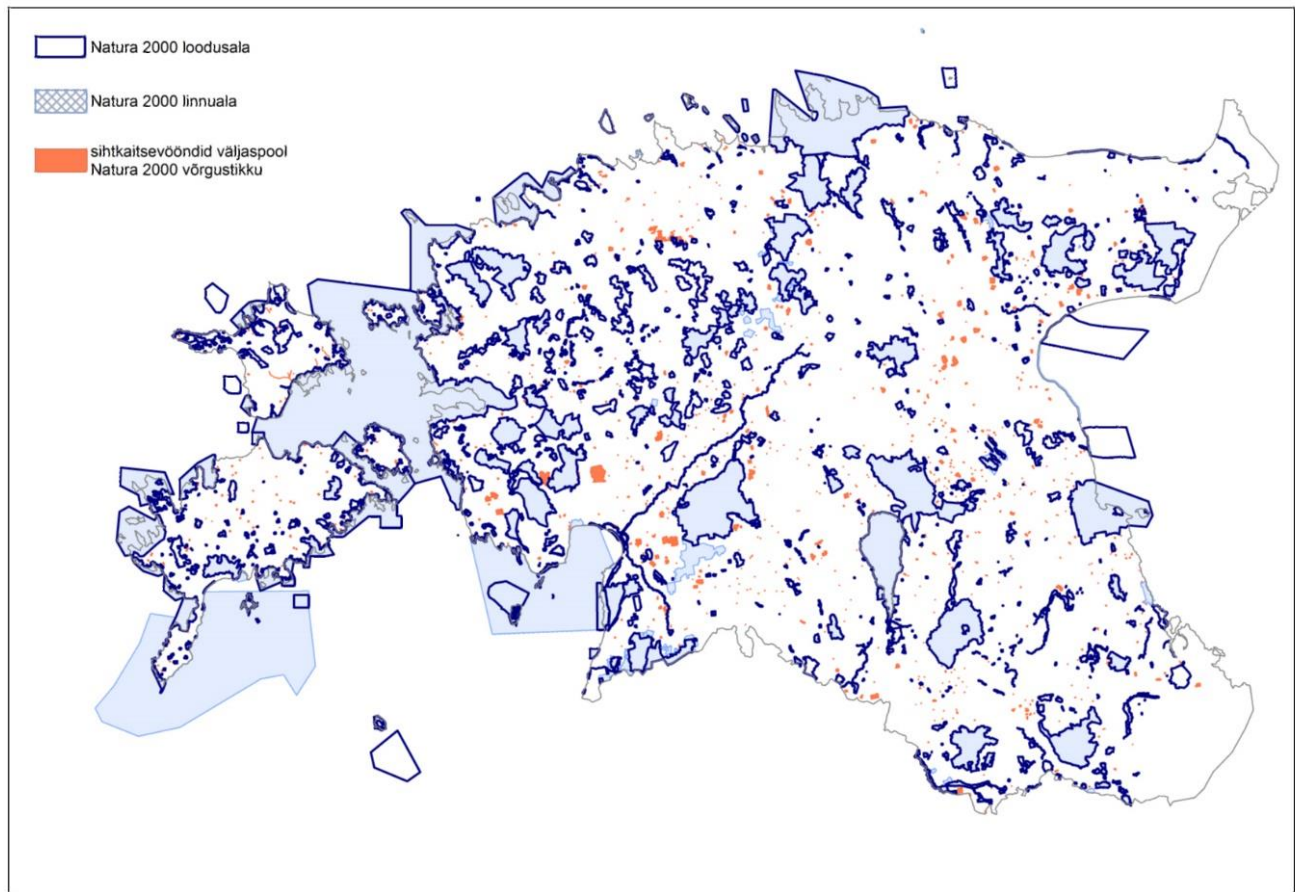 Natura 2000 loodusala
Natura 2000 linnuala
sihtkaitsevööndid väljaspool
Natura 2000 võrgustikku